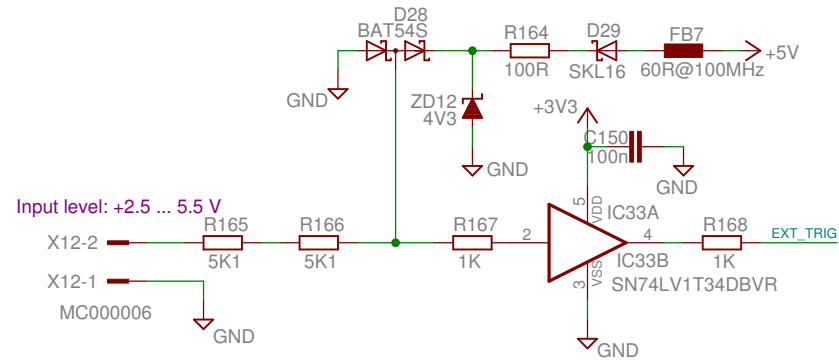 D28
BAT54S
R164
D29
FB7
+5V
100R
SKL16
60R@100MHz
GND
ZD12
4V3
+3V3
C150
100n
GND
GND
Input level: +2.5 ... 5.5 V
X12-2
R165
R166
R167
2
5
VDD
IC33A
4
R168
EXT_TRIG
5K1
5K1
1K
IC33B
1K
X12-1
3
VSS
SN74LV1T34DBVR
MC000006
GND
GND